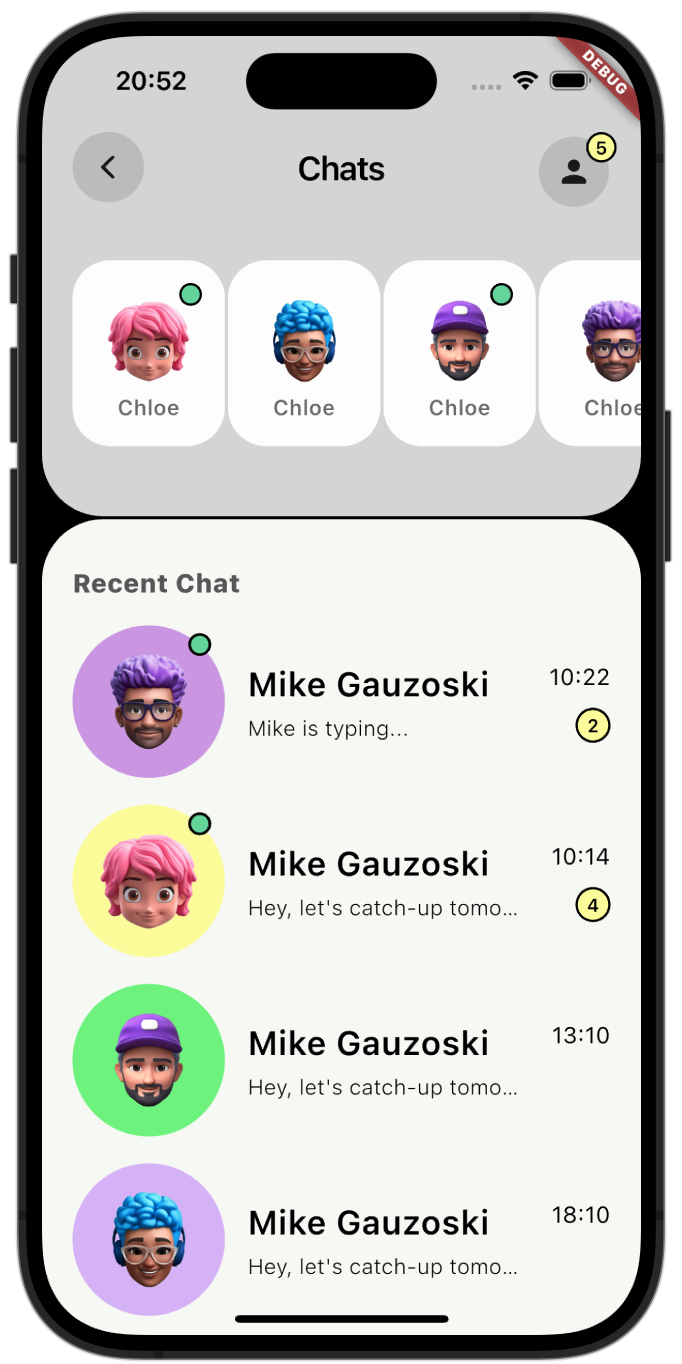 20:52
DEBUG
Chats
5
Chloe
Chloe
Chloe
Chloe
Recent Chat
Mike Gauzoski
10:22
Mike is typing...
2
Mike Gauzoski
10:14
Hey, let's catch-up tomo...
4
Mike Gauzoski
13:10
Hey, let's catch-up tomo...
Mike Gauzoski
18:10
Hey, let's catch-up tomo...